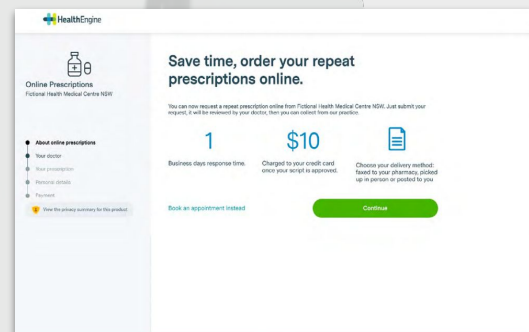 HealthEngine
Online Prescriptions
Fictional Health Medical Centre NSW
About online prescriptions
Your doctor
Your prescription
Personal details
Payment
View the privacy summary for this product
Save time, order your repeat
prescriptions online.
You can now request a repeat prescription online from Fictional Health Medical Centre NSW. Just submit your
request, it will be reviewed by your doctor, then you can collect from our practice.
1
Business days response time.
$10
Charged to your credit card
once your script is approved.
Choose your delivery method:
faxed to your pharmacy, picked
up in person or posted to you
Book an appointment instead
Continue